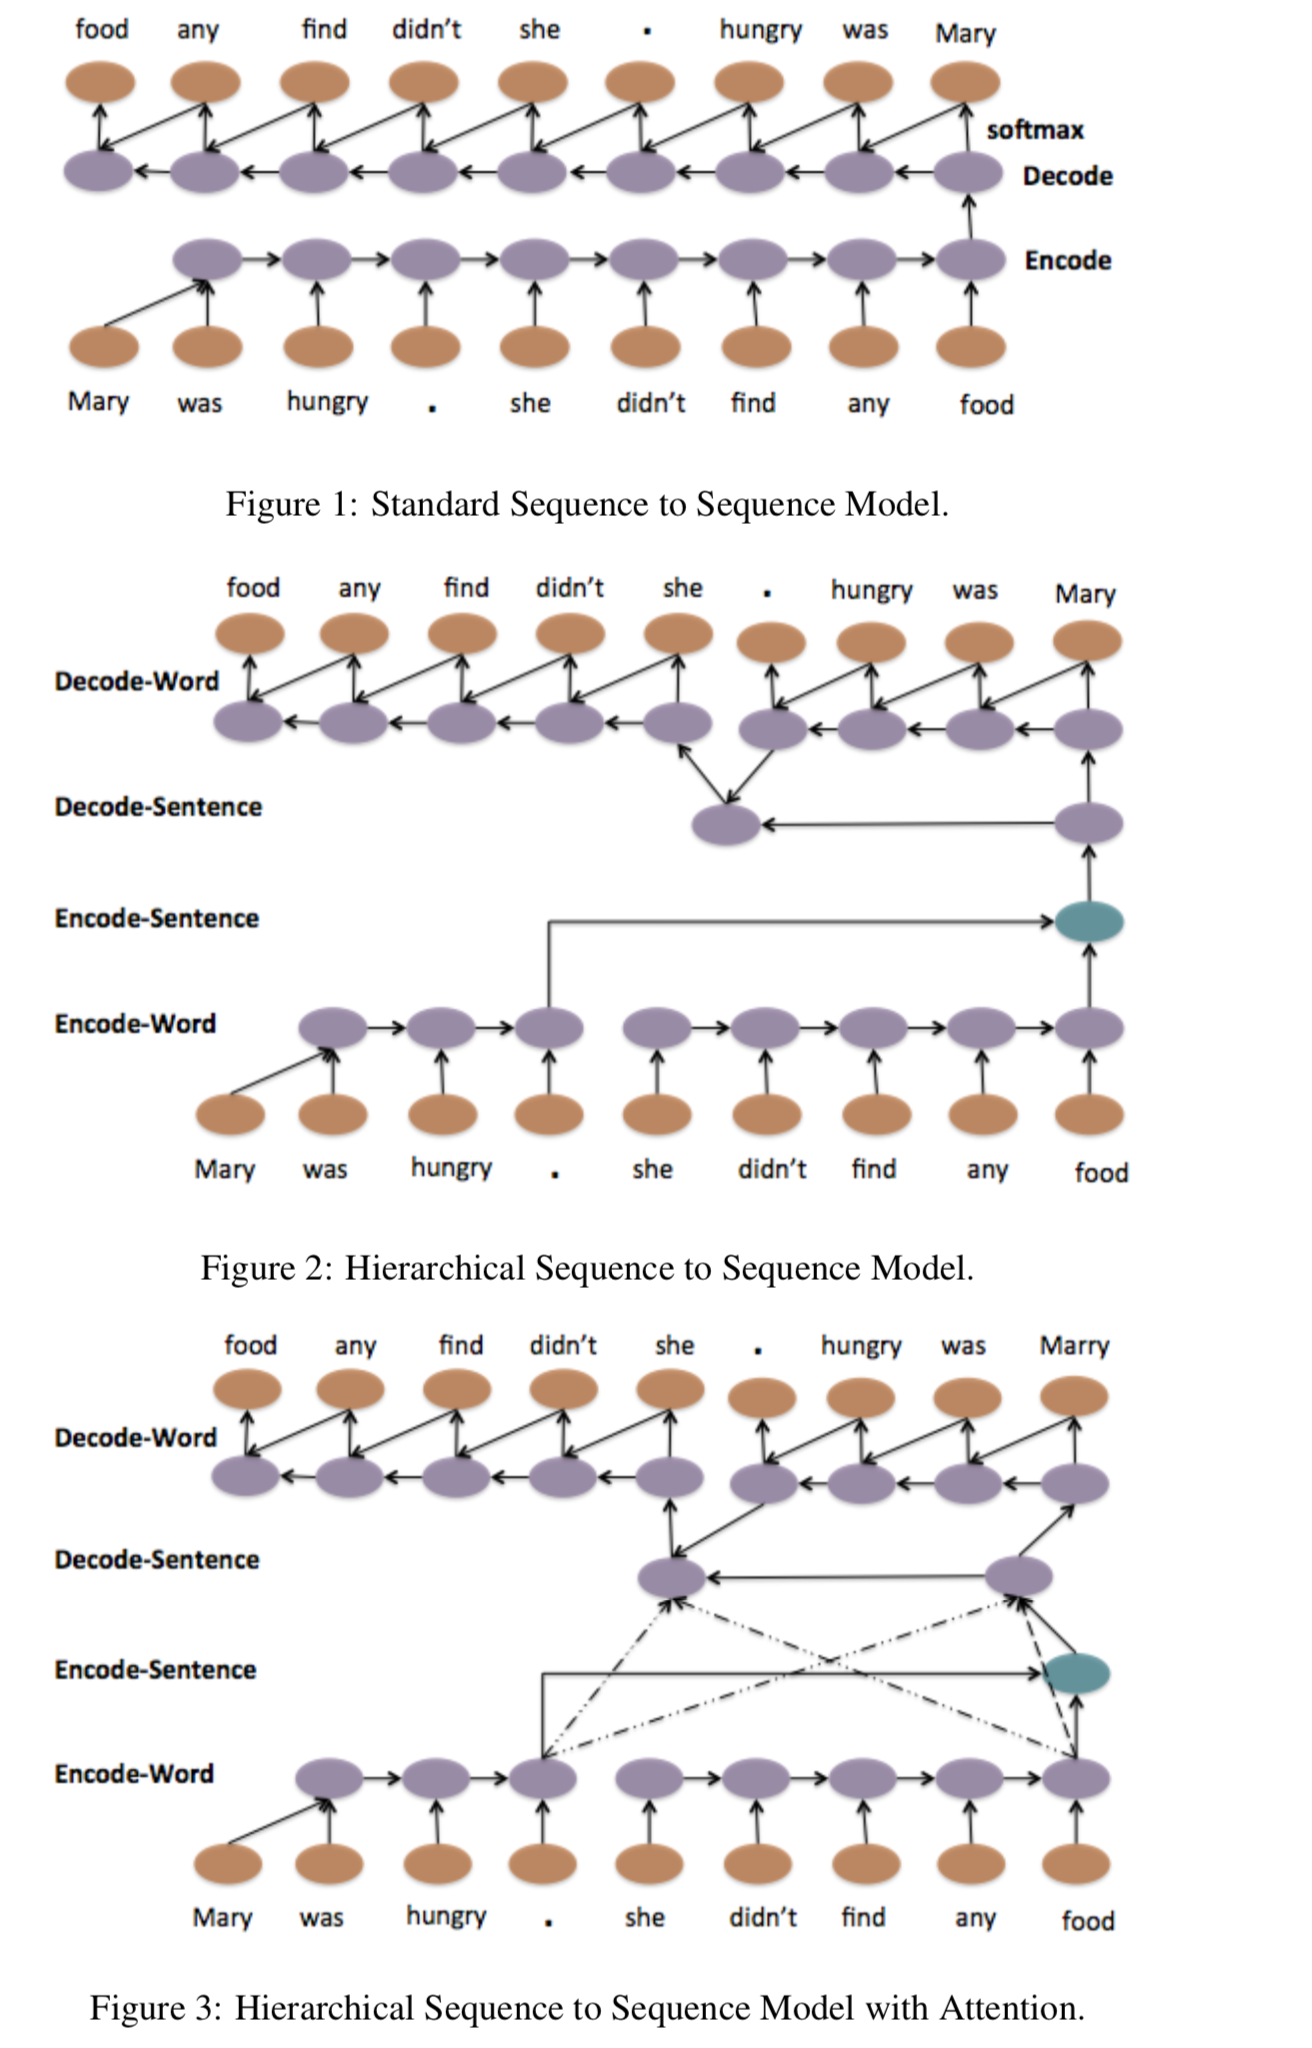 food any find didn't she . hungry was Mary
softmax
Decode
Encode
Mary was hungry . she didn't find any food
Figure 1: Standard Sequence to Sequence Model.
food any find didn't she . hungry was Mary
Decode-Word
Decode-Sentence
Encode-Sentence
Encode-Word
Mary was hungry . she didn't find any food
Figure 2: Hierarchical Sequence to Sequence Model.
food any find didn't she . hungry was Marry
Decode-Word
Decode-Sentence
Encode-Sentence
Encode-Word
Mary was hungry . she didn't find any food
Figure 3: Hierarchical Sequence to Sequence Model with Attention.